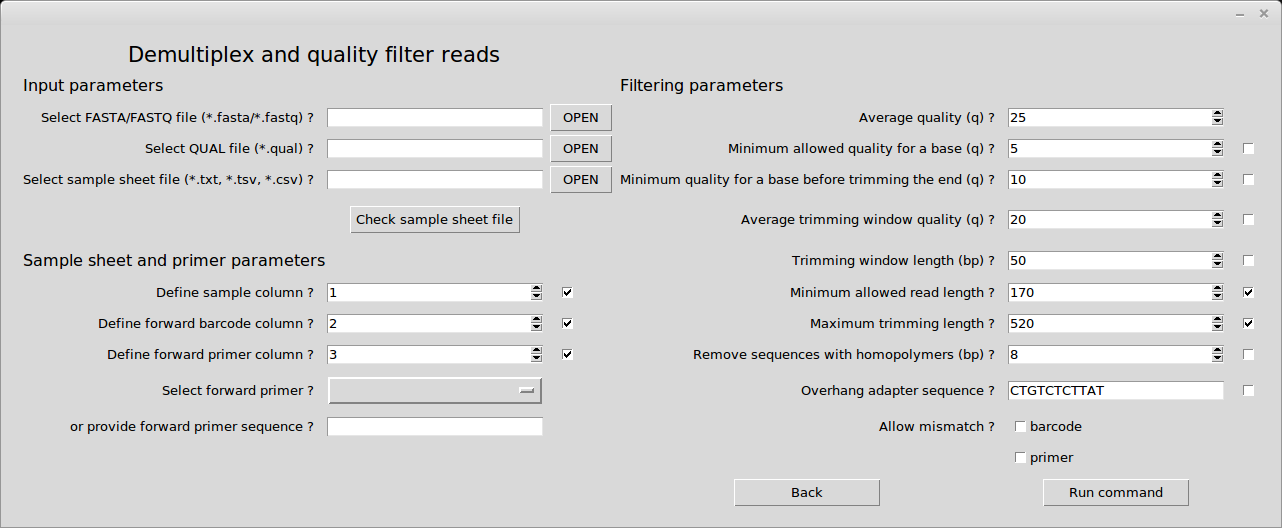 Demultiplex and quality filter reads
Input parameters
Select FASTA/FASTQ file (*.fasta/*.fastq) ?
OPEN
Select QUAL file (*.qual) ?
OPEN
Select sample sheet file (*.txt, *.tsv, *.csv) ?
OPEN
Check sample sheet file
Sample sheet and primer parameters
Define sample column ? 1
Define forward barcode column ? 2
Define forward primer column ? 3
Select forward primer ?
or provide forward primer sequence ?
Filtering parameters
Average quality (q) ? 25
Minimum allowed quality for a base (q) ? 5
Minimum quality for a base before trimming the end (q) ? 10
Average trimming window quality (q) ? 20
Trimming window length (bp) ? 50
Minimum allowed read length ? 170
Maximum trimming length ? 520
Remove sequences with homopolymers (bp) ? 8
Overhang adapter sequence ? CTGTCTCTTAT
Allow mismatch ? barcode
primer
Back
Run command